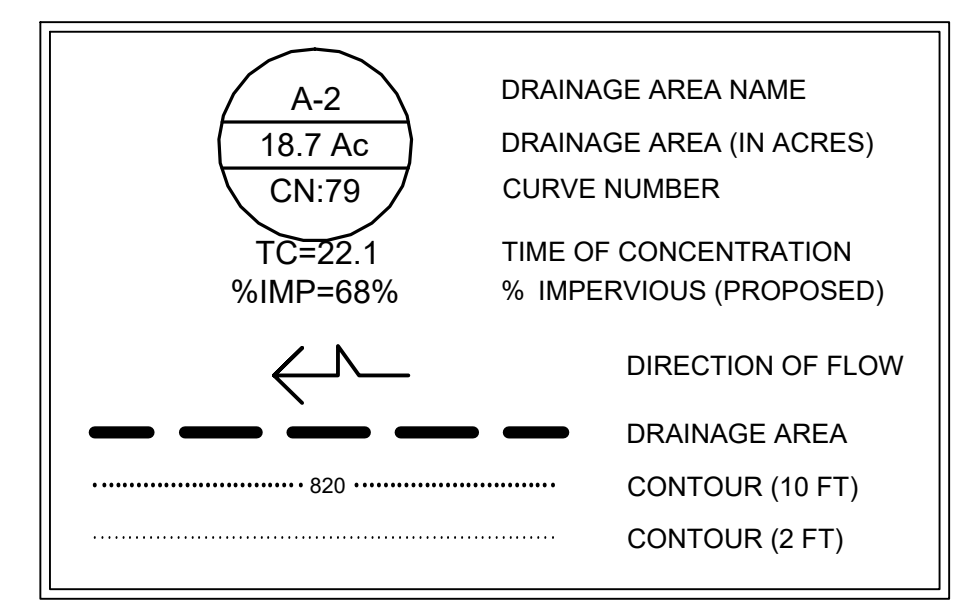 A-2 DRAINAGE AREA NAME
18.7 Ac DRAINAGE AREA (IN ACRES)
CN:79 CURVE NUMBER
TC=22.1 TIME OF CONCENTRATION
%IMP=68% % IMPERVIOUS (PROPOSED)
DIRECTION OF FLOW
DRAINAGE AREA
820 CONTOUR (10 FT)
CONTOUR (2 FT)